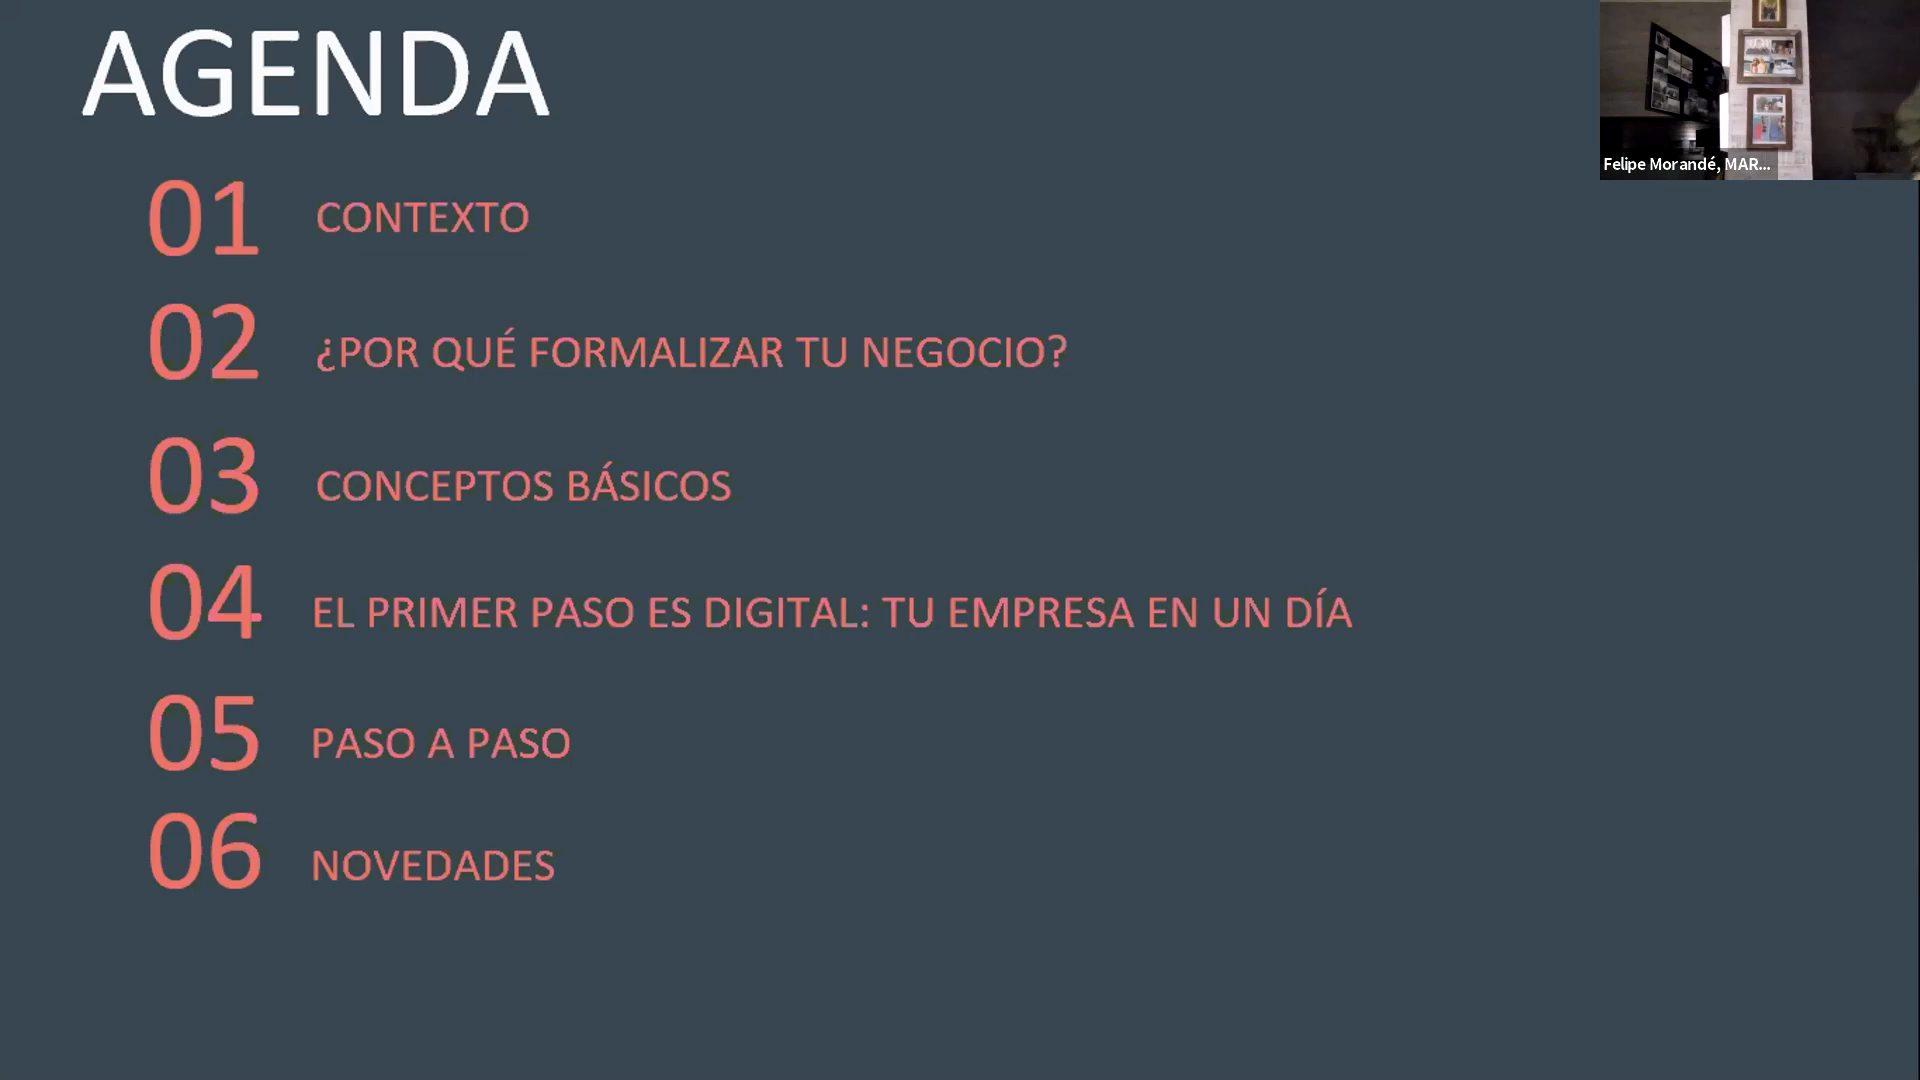 AGENDA
Felipe Morandé, MAR...
01 CONTEXTO
02 ¿POR QUÉ FORMALIZAR TU NEGOCIO?
03 CONCEPTOS BÁSICOS
04 EL PRIMER PASO ES DIGITAL: TU EMPRESA EN UN DÍA
05 PASO A PASO
06 NOVEDADES